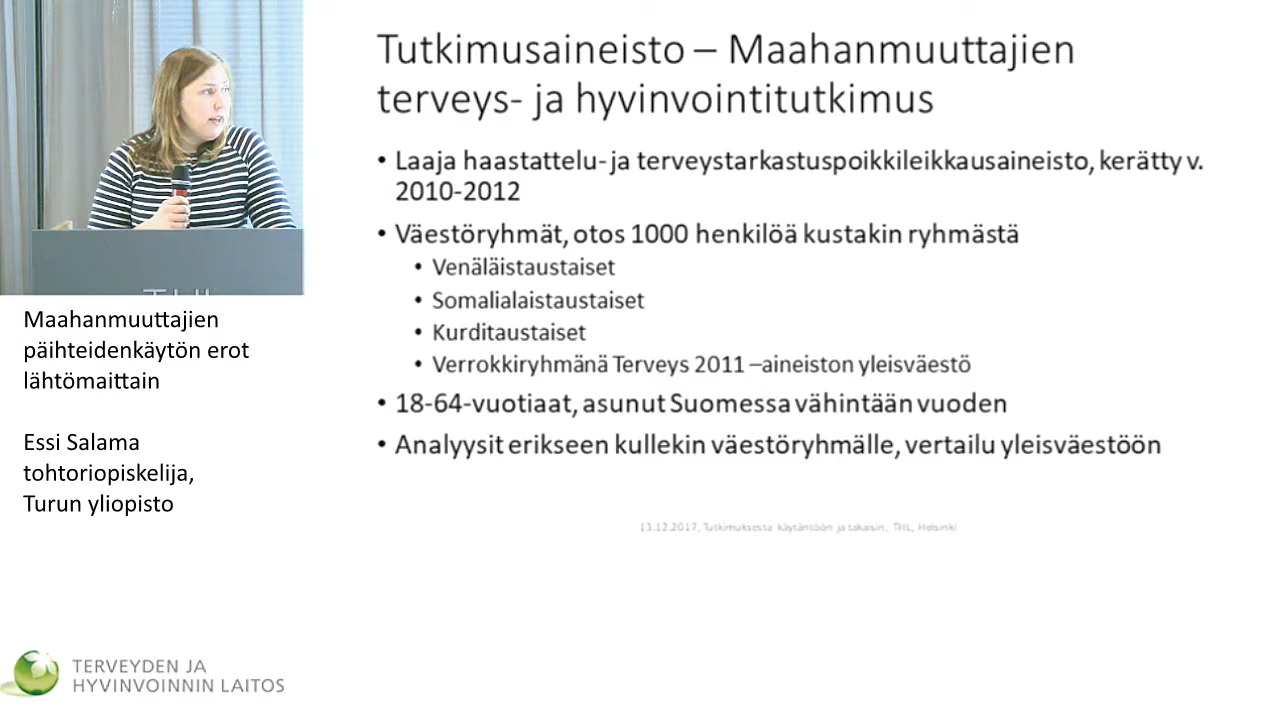 Tutkimusaineisto – Maahanmuuttajien
terveys- ja hyvinvointitutkimus
• Laaja haastattelu- ja terveystarkastuspoikkileikkausaineisto, kerätty v.
2010-2012
• Väestöryhmät, otos 1000 henkilöä kustakin ryhmästä
• Venäläistaustaiset
• Somalialaistaustaiset
• Kurditaustaiset
• Verrokkiryhmänä Terveys 2011 –aineiston yleisväestö
• 18-64-vuotiaat, asunut Suomessa vähintään vuoden
• Analyysit erikseen kullekin väestöryhmälle, vertailu yleisväestöön
13.12.2017, Tutkimuksesta käytäntöön ja takaisin, THL, Helsinki
Maahanmuuttajien
päihteidenkäytön erot
lähtömaittain
Essi Salama
tohtoriopiskelija,
Turun yliopisto
TERVEYDEN JA
HYVINVOINNIN LAITOS